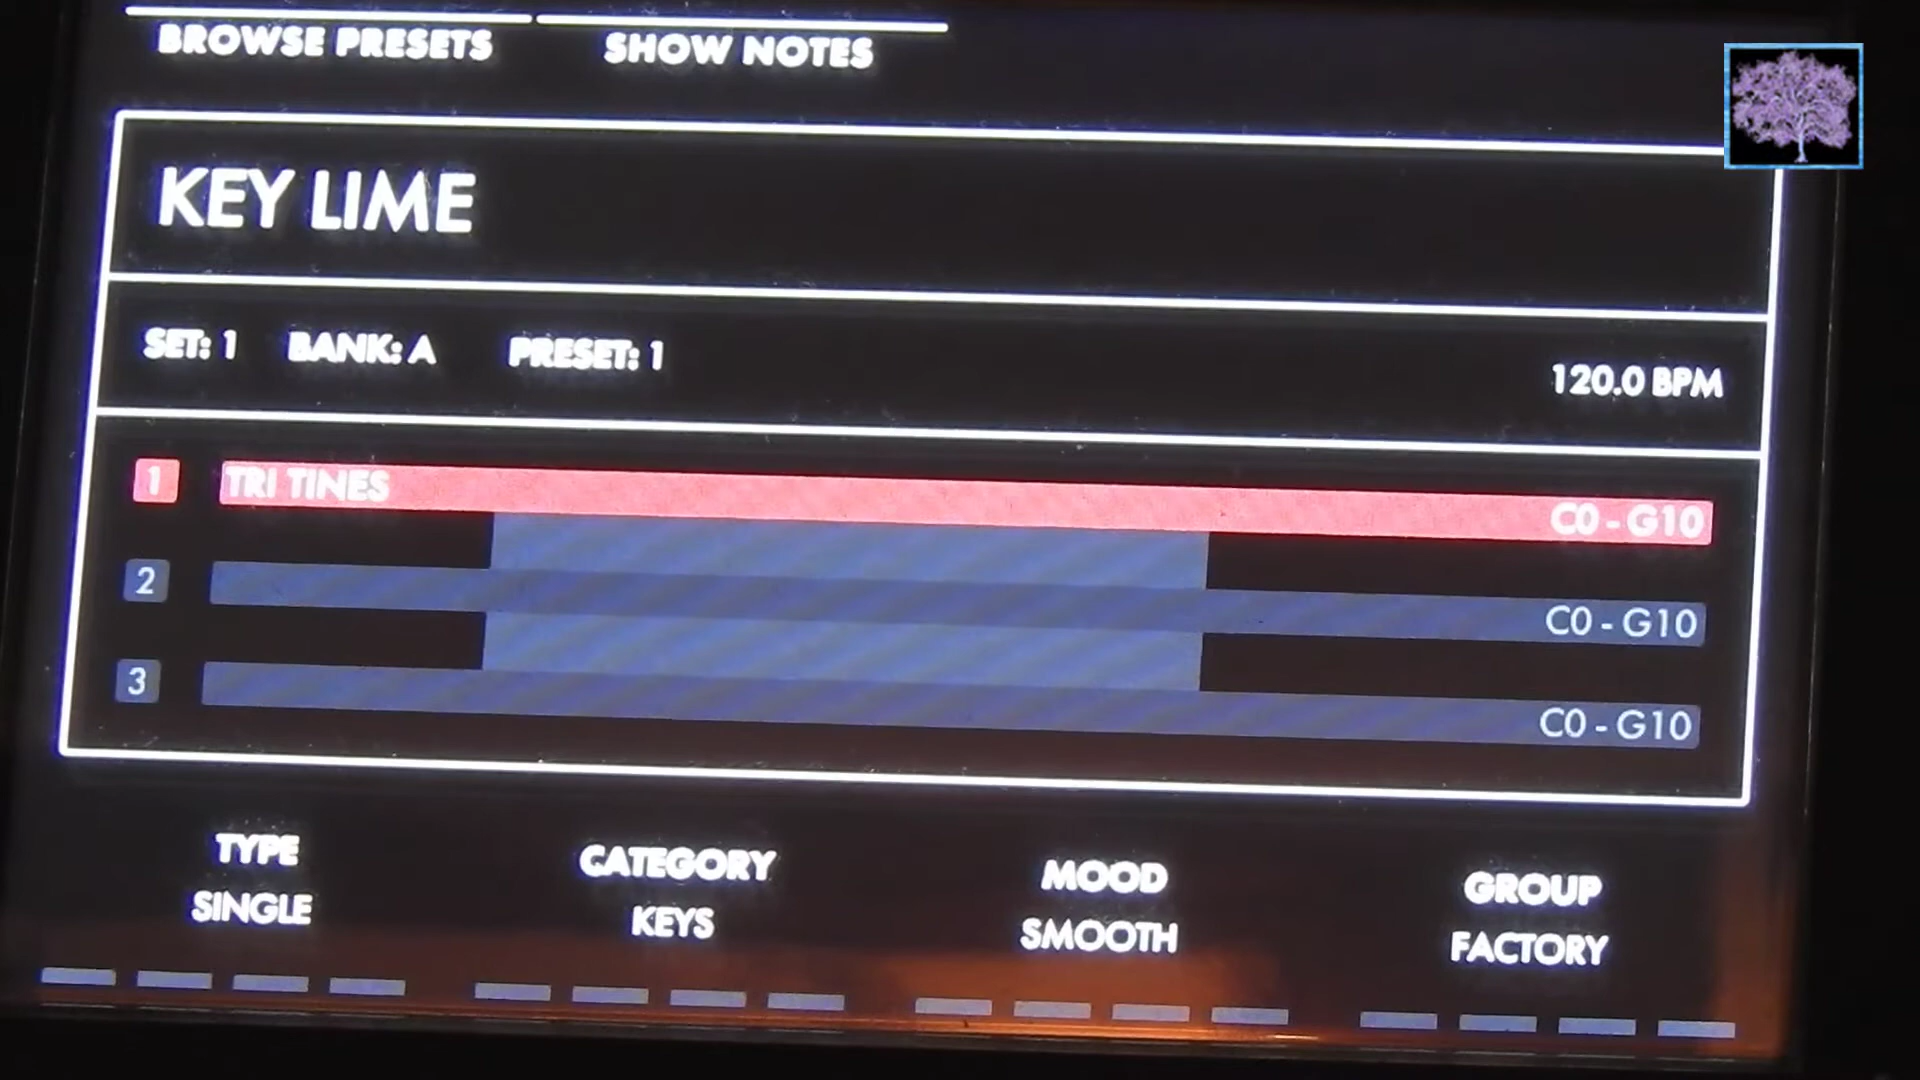 BROWSE PRESETS
SHOW NOTES
KEY LIME
SET: 1 BANK: A PRESET: 1
120.0 BPM
1 TRI TINES C0 - G10
2 C0 - G10
3 C0 - G10
TYPE CATEGORY MOOD GROUP
SINGLE KEYS SMOOTH FACTORY